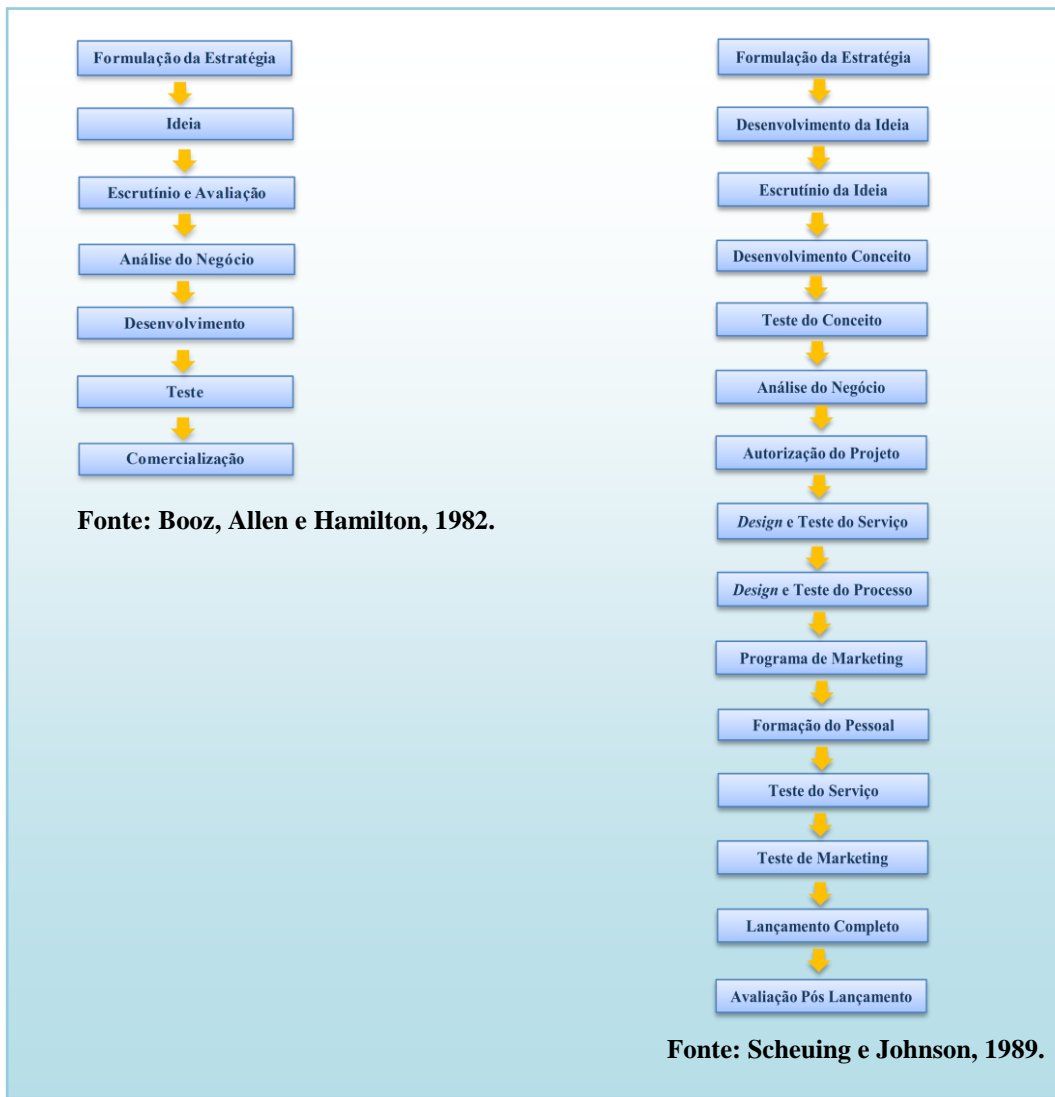 Formulação da Estratégia
Ideia
Escrutínio e Avaliação
Análise do Negócio
Desenvolvimento
Teste
Comercialização
Fonte: Booz, Allen e Hamilton, 1982.
Formulação da Estratégia
Desenvolvimento da Ideia
Escrutínio da Ideia
Desenvolvimento Conceito
Teste do Conceito
Análise do Negócio
Autorização do Projeto
Design e Teste do Serviço
Design e Teste do Processo
Programa de Marketing
Formação do Pessoal
Teste do Serviço
Teste de Marketing
Lançamento Completo
Avaliação Pós Lançamento
Fonte: Scheuing e Johnson, 1989.